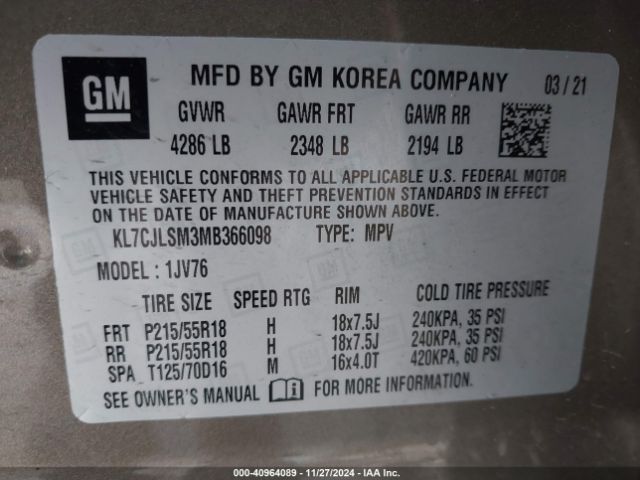 GM
MFD BY GM KOREA COMPANY 03 / 21
GVWR GAWR FRT GAWR RR
4286 LB 2348 LB 2194 LB
THIS VEHICLE CONFORMS TO ALL APPLICABLE U.S. FEDERAL MOTOR
VEHICLE SAFETY AND THEFT PREVENTION STANDARDS IN EFFECT
ON THE DATE OF MANUFACTURE SHOWN ABOVE.
KL7CJLSM3MB366098 TYPE: MPV
MODEL : 1JV76
TIRE SIZE SPEED RTG RIM COLD TIRE PRESSURE
FRT P215/55R18 H 18x7.5J 240KPA, 35 PSI
RR P215/55R18 H 18x7.5J 240KPA, 35 PSI
SPA T125/70D16 M 16x4.0T 420KPA, 60 PSI
SEE OWNER'S MANUAL i FOR MORE INFORMATION.
000-40964089 — 11/27/2024 — IAA Inc.